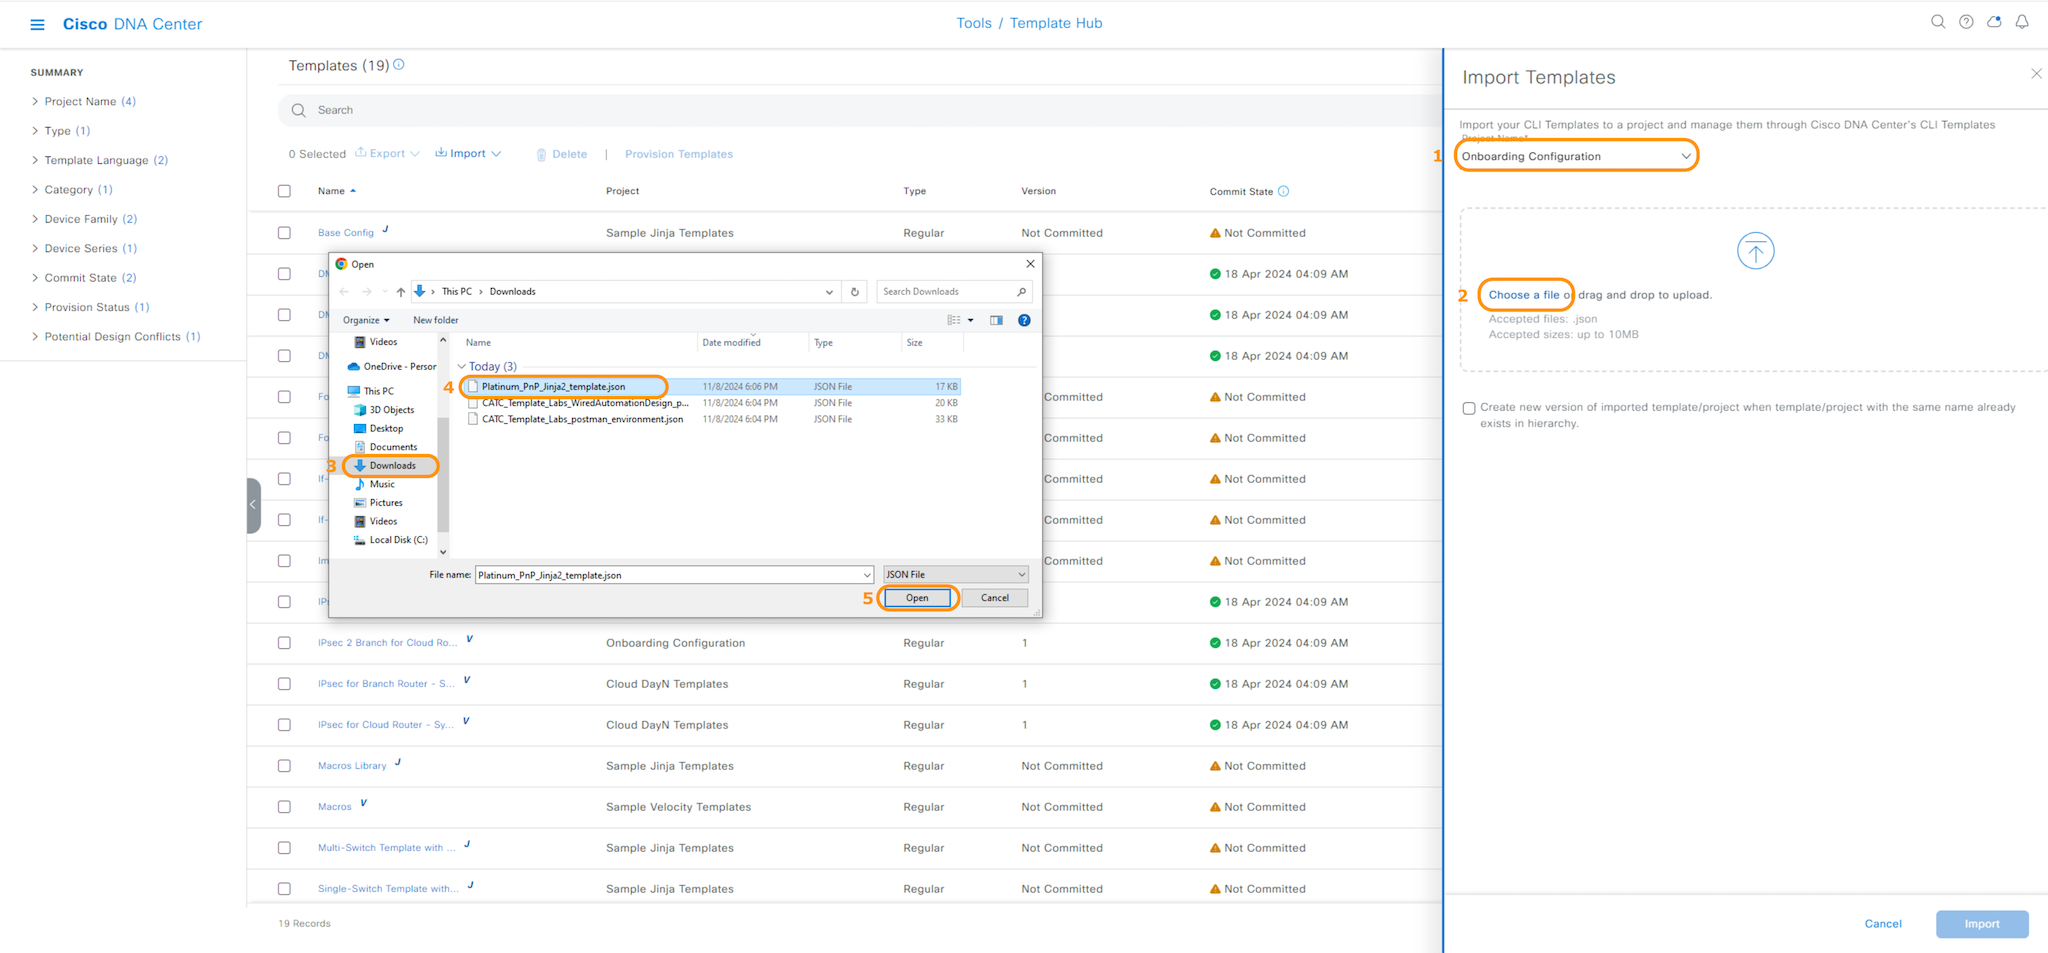 Cisco DNA Center
Tools / Template Hub
SUMMARY
Project Name (4)
Type (1)
Template Language (2)
Category (1)
Device Family (2)
Device Series (1)
Commit State (2)
Provision Status (1)
Potential Design Conflicts (1)
Templates (19)
Search
0 Selected Export Import Delete | Provision Templates
Name Project Type Version Commit State
Base Config J Sample Jinja Templates Regular Not Committed Not Committed
DM 18 Apr 2024 04:09 AM
DM 18 Apr 2024 04:09 AM
DM 18 Apr 2024 04:09 AM
Fo Committed Not Committed
Fo Committed Not Committed
If- Committed Not Committed
If- Committed Not Committed
Im Committed Not Committed
IPs 18 Apr 2024 04:09 AM
IPsec 2 Branch for Cloud Ro... V Onboarding Configuration Regular 1 18 Apr 2024 04:09 AM
IPsec for Branch Router - S... V Cloud DayN Templates Regular 1 18 Apr 2024 04:09 AM
IPsec for Cloud Router - Sy... V Cloud DayN Templates Regular 1 18 Apr 2024 04:09 AM
Macros Library J Sample Jinja Templates Regular Not Committed Not Committed
Macros V Sample Velocity Templates Regular Not Committed Not Committed
Multi-Switch Template with ... J Sample Jinja Templates Regular Not Committed Not Committed
Single-Switch Template with... J Sample Jinja Templates Regular Not Committed Not Committed
19 Records
Open
This PC > Downloads
Search Downloads
Organize New folder
Videos
OneDrive - Person
This PC
3D Objects
Desktop
Documents
3 Downloads
Music
Pictures
Videos
Local Disk (C:)
Name Date modified Type Size
Today (3)
4 Platinum_PnP_Jinja2_template.json 11/8/2024 6:06 PM JSON File 17 KB
CATC_Template_Labs_WiredAutomationDesign_p... 11/8/2024 6:04 PM JSON File 20 KB
CATC_Template_Labs_postman_environment.json 11/8/2024 6:04 PM JSON File 33 KB
File name: Platinum_PnP_Jinja2_template.json JSON File
5 Open Cancel
Import Templates
Import your CLI Templates to a project and manage them through Cisco DNA Center's CLI Templates
Project Name*
1 Onboarding Configuration
2 Choose a file or drag and drop to upload.
Accepted files: .json
Accepted sizes: up to 10MB
Create new version of imported template/project when template/project with the same name already
exists in hierarchy.
Cancel Import